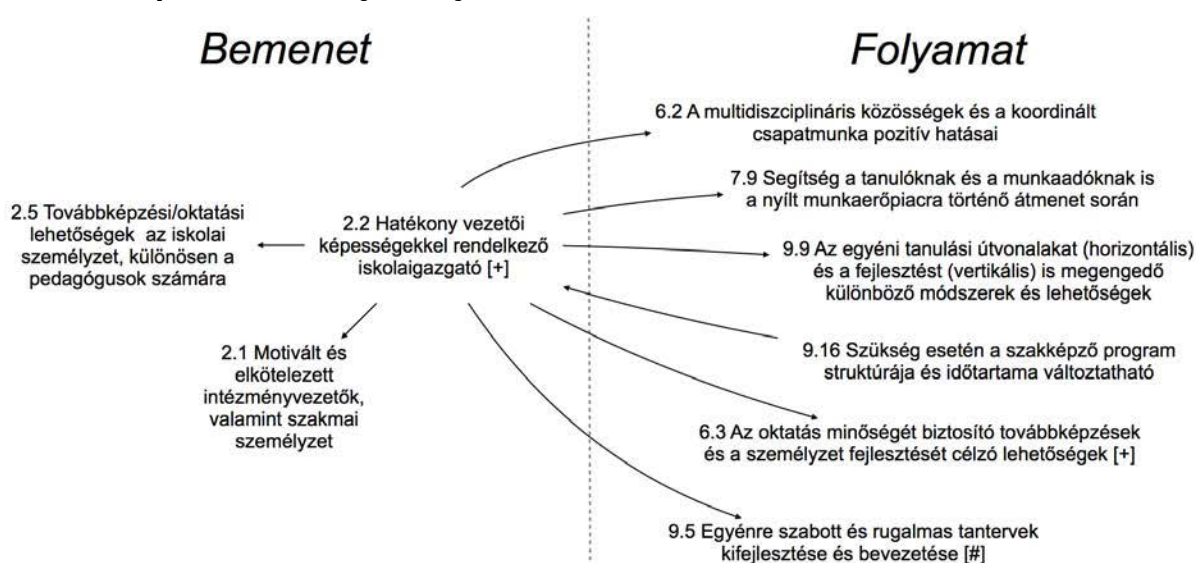 Bemenet
Folyamat
6.2 A multidiszciplináris közösségek és a koordinált
csapatmunka pozitív hatásai
7.9 Segítség a tanulóknak és a munkaadóknak is
a nyílt munkaerőpiacra történő átmenet során
2.5 Továbbképzési/oktatási
lehetőségek az iskolai
személyzet, különösen a
pedagógusok számára
2.2 Hatékony vezetői
képességekkel rendelkező
iskolaigazgató [+]
9.9 Az egyéni tanulási útvonalakat (horizontális)
és a fejlesztést (vertikális) is megengedő
különböző módszerek és lehetőségek
2.1 Motivált és
elkötelezett
intézményvezetők,
valamint szakmai
személyzet
9.16 Szükség esetén a szakképző program
struktúrája és időtartama változtatható
6.3 Az oktatás minőségét biztosító továbbképzések
és a személyzet fejlesztését célzó lehetőségek [+]
9.5 Egyénre szabott és rugalmas tantervek
kifejlesztése és bevezetése [#]